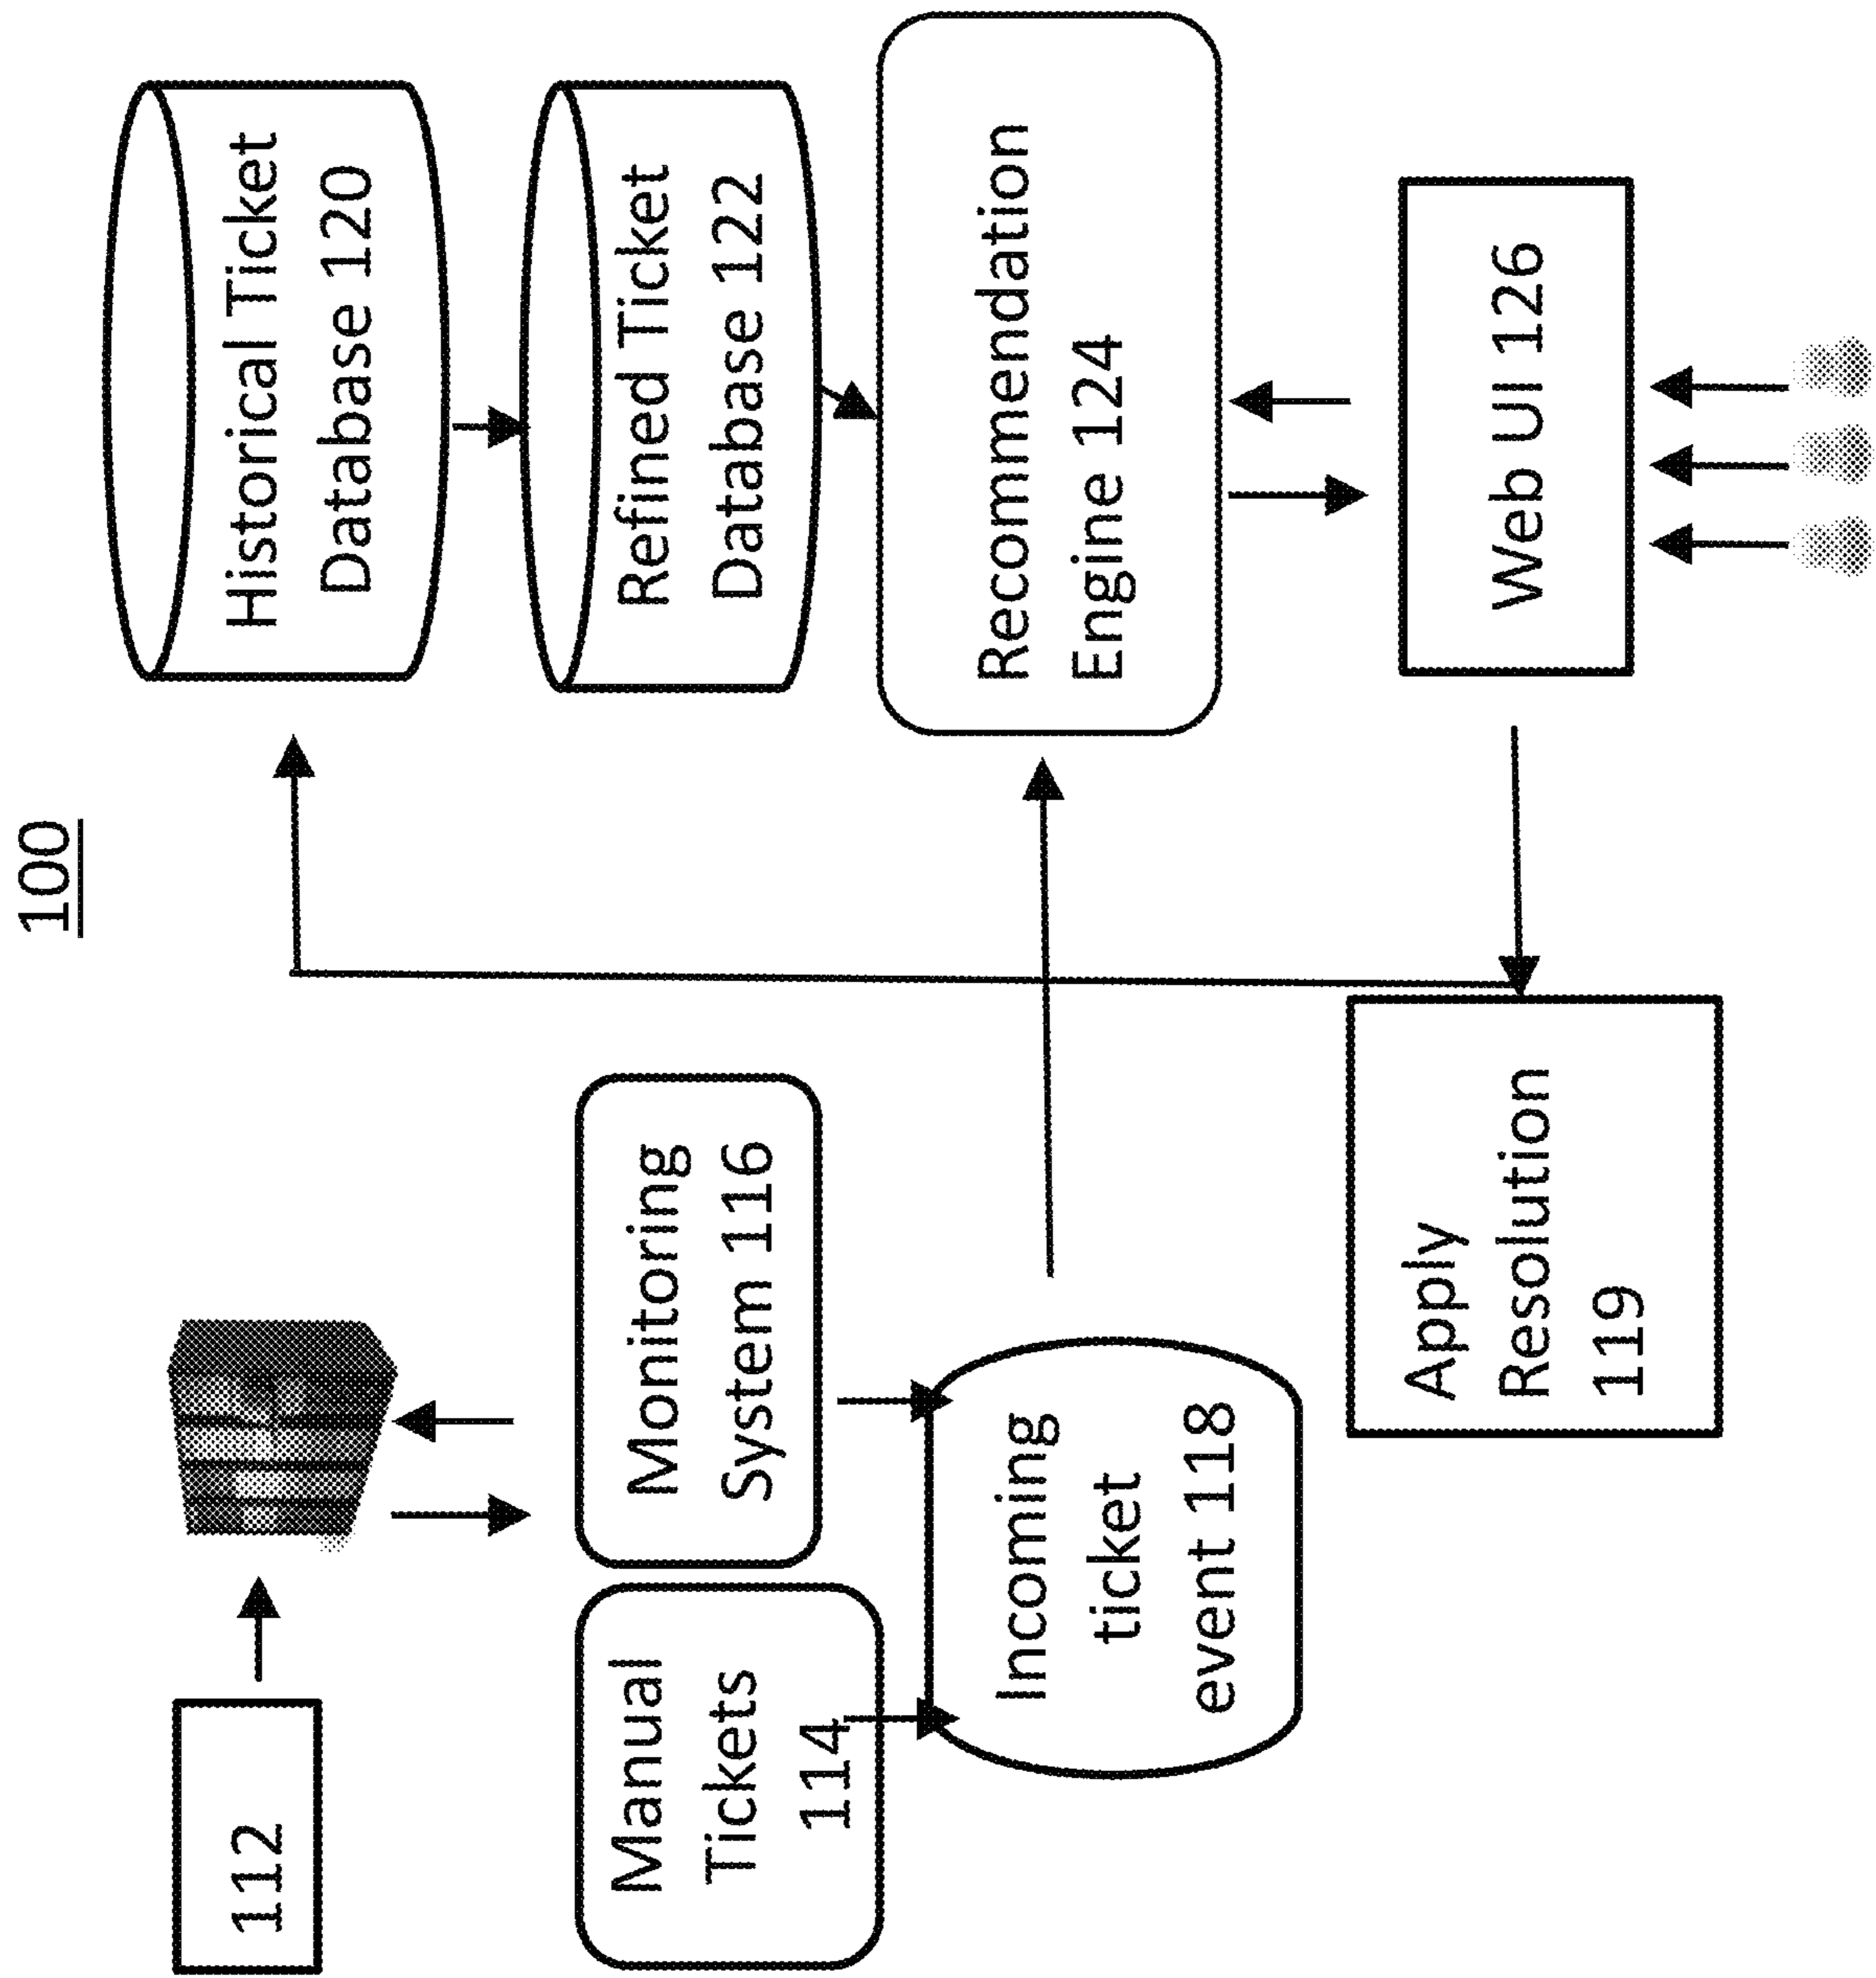 100
112
Manual
Tickets
114
Monitoring
System 116
Incoming
ticket
event 118
Apply
Resolution
119
Historical Ticket
Database 120
Refined Ticket
Database 122
Recommendation
Engine 124
Web UI 126